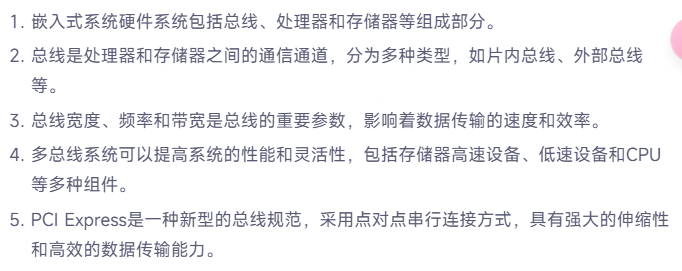 1. 嵌入式系统硬件系统包括总线、处理器和存储器等组成部分。
2. 总线是处理器和存储器之间的通信通道，分为多种类型，如片内总线、外部总线
等。
3. 总线宽度、频率和带宽是总线的重要参数，影响着数据传输的速度和效率。
4. 多总线系统可以提高系统的性能和灵活性，包括存储器高速设备、低速设备和CPU
等多种组件。
5. PCI Express是一种新型的总线规范，采用点对点串行连接方式，具有强大的伸缩性
和高效的数据传输能力。